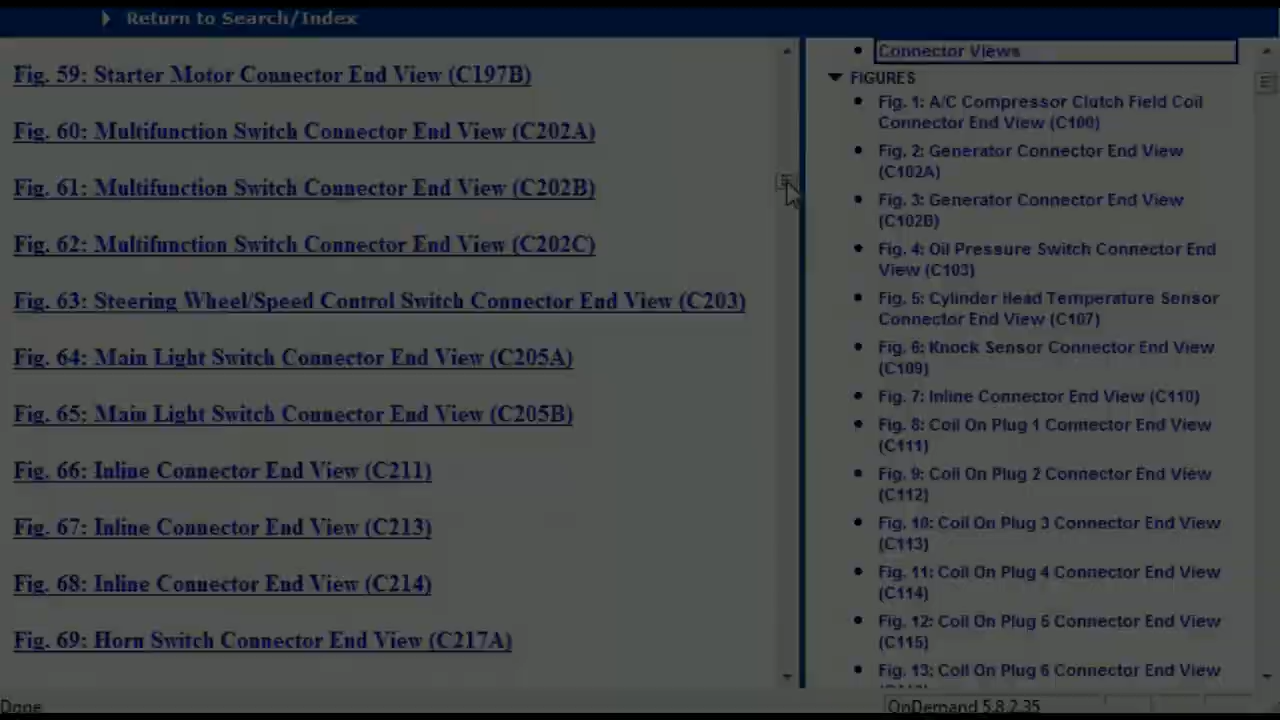 Return to Search/Index
Fig. 59: Starter Motor Connector End View (C197B)
Fig. 60: Multifunction Switch Connector End View (C202A)
Fig. 61: Multifunction Switch Connector End View (C202B)
Fig. 62: Multifunction Switch Connector End View (C202C)
Fig. 63: Steering Wheel/Speed Control Switch Connector End View (C203)
Fig. 64: Main Light Switch Connector End View (C205A)
Fig. 65: Main Light Switch Connector End View (C205B)
Fig. 66: Inline Connector End View (C211)
Fig. 67: Inline Connector End View (C213)
Fig. 68: Inline Connector End View (C214)
Fig. 69: Horn Switch Connector End View (C217A)
Connector Views
FIGURES
Fig. 1: A/C Compressor Clutch Field Coil
Connector End View (C100)
Fig. 2: Generator Connector End View
(C102A)
Fig. 3: Generator Connector End View
(C102B)
Fig. 4: Oil Pressure Switch Connector End
View (C103)
Fig. 5: Cylinder Head Temperature Sensor
Connector End View (C107)
Fig. 6: Knock Sensor Connector End View
(C109)
Fig. 7: Inline Connector End View (C110)
Fig. 8: Coil On Plug 1 Connector End View
(C111)
Fig. 9: Coil On Plug 2 Connector End View
(C112)
Fig. 10: Coil On Plug 3 Connector End View
(C113)
Fig. 11: Coil On Plug 4 Connector End View
(C114)
Fig. 12: Coil On Plug 5 Connector End View
(C115)
Fig. 13: Coil On Plug 6 Connector End View
Done
OnDemand 5.8.2.35